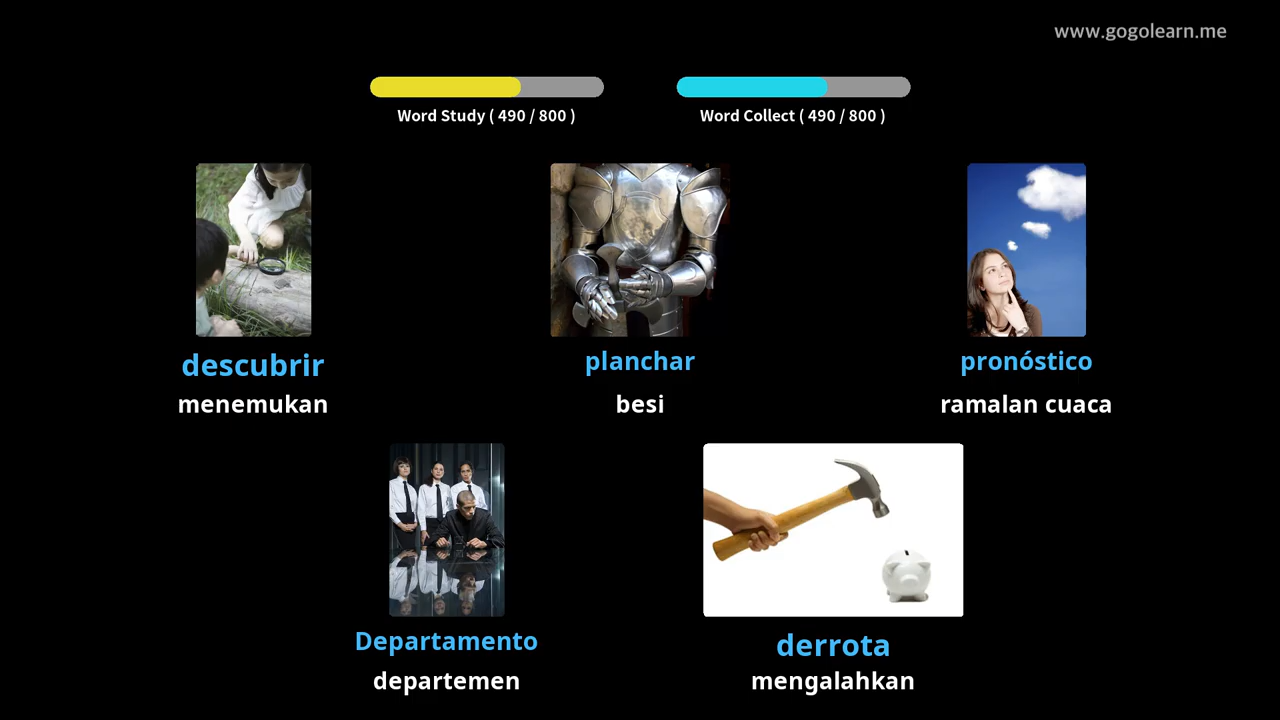 www.gogolearn.me
Word Study ( 490 / 800 )
Word Collect ( 490 / 800 )
descubrir
menemukan
planchar
besi
pronóstico
ramalan cuaca
Departamento
departemen
derrota
mengalahkan